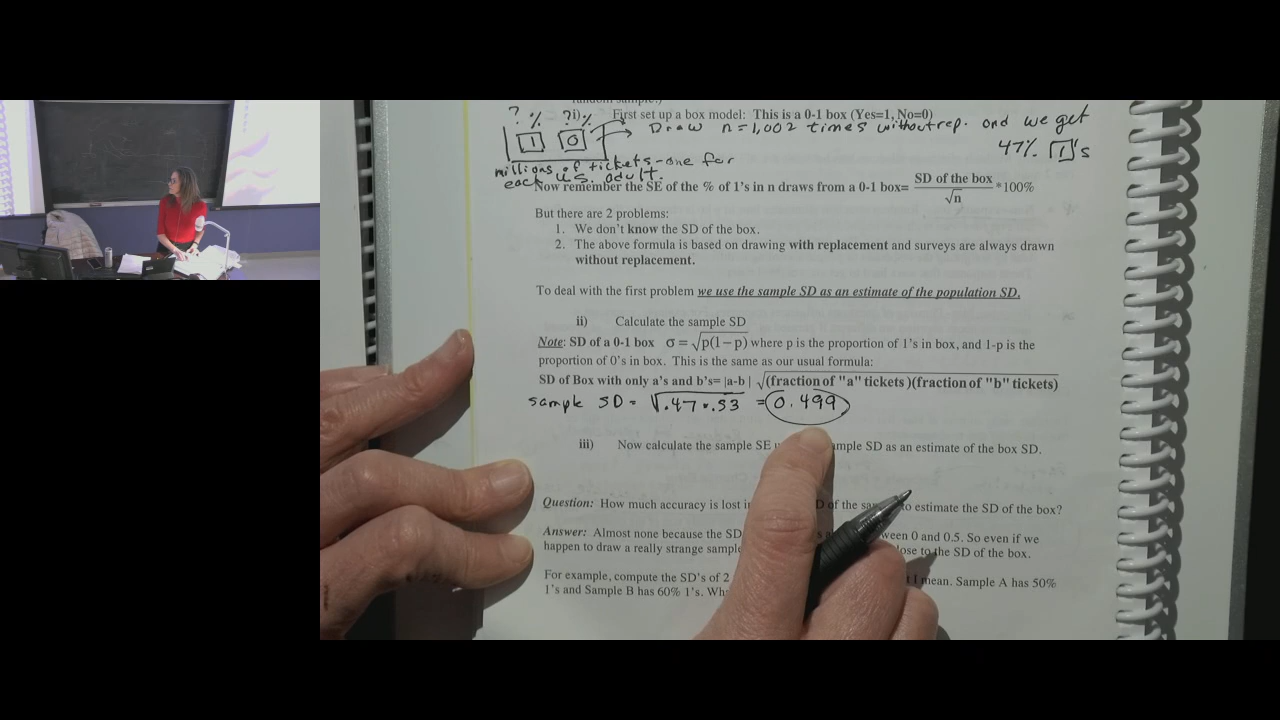 random sample.)
? % ?% i) First set up a box model: This is a 0-1 box (Yes=1, No=0)
1 0 Draw n=1,002 times without rep. and we get
47% 1's
millions of tickets-one for
each U.S. adult.
Now remember the SE of the % of 1's in n draws from a 0-1 box= SD of the box / √n *100%
But there are 2 problems:
1. We don't know the SD of the box.
2. The above formula is based on drawing with replacement and surveys are always drawn
without replacement.
To deal with the first problem we use the sample SD as an estimate of the population SD.
ii) Calculate the sample SD
Note: SD of a 0-1 box σ = √p(1−p) where p is the proportion of 1's in box, and 1-p is the
proportion of 0's in box. This is the same as our usual formula:
SD of Box with only a's and b's= |a-b| √(fraction of "a" tickets)(fraction of "b" tickets)
sample SD = √.47 • .53 = 0.499
iii) Now calculate the sample SE ample SD as an estimate of the box SD.
Question: How much accuracy is lost D of the to estimate the SD of the box?
Answer: Almost none because the SD ween 0 and 0.5. So even if we
happen to draw a really strange sample lose to the SD of the box.
For example, compute the SD's of 2 I mean. Sample A has 50%
1's and Sample B has 60% 1's.